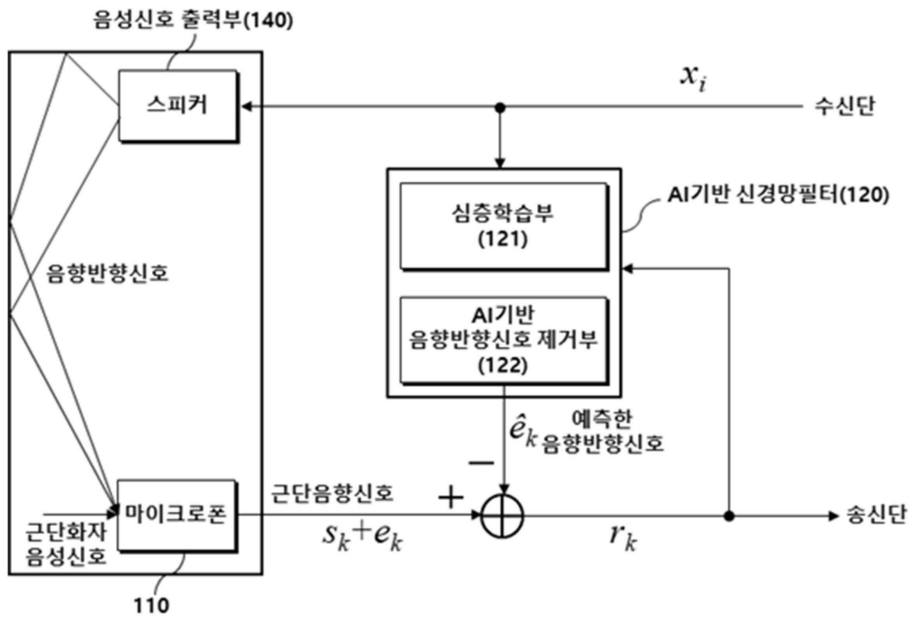 음성신호 출력부(140)
스피커
x_i
수신단
심층학습부
(121)
AI기반 신경망필터(120)
음향반향신호
AI기반
음향반향신호 제거부
(122)
ê_k
예측한
음향반향신호
−
+
근단음향신호
마이크로폰
s_k+e_k
r_k
송신단
근단화자
음성신호
110